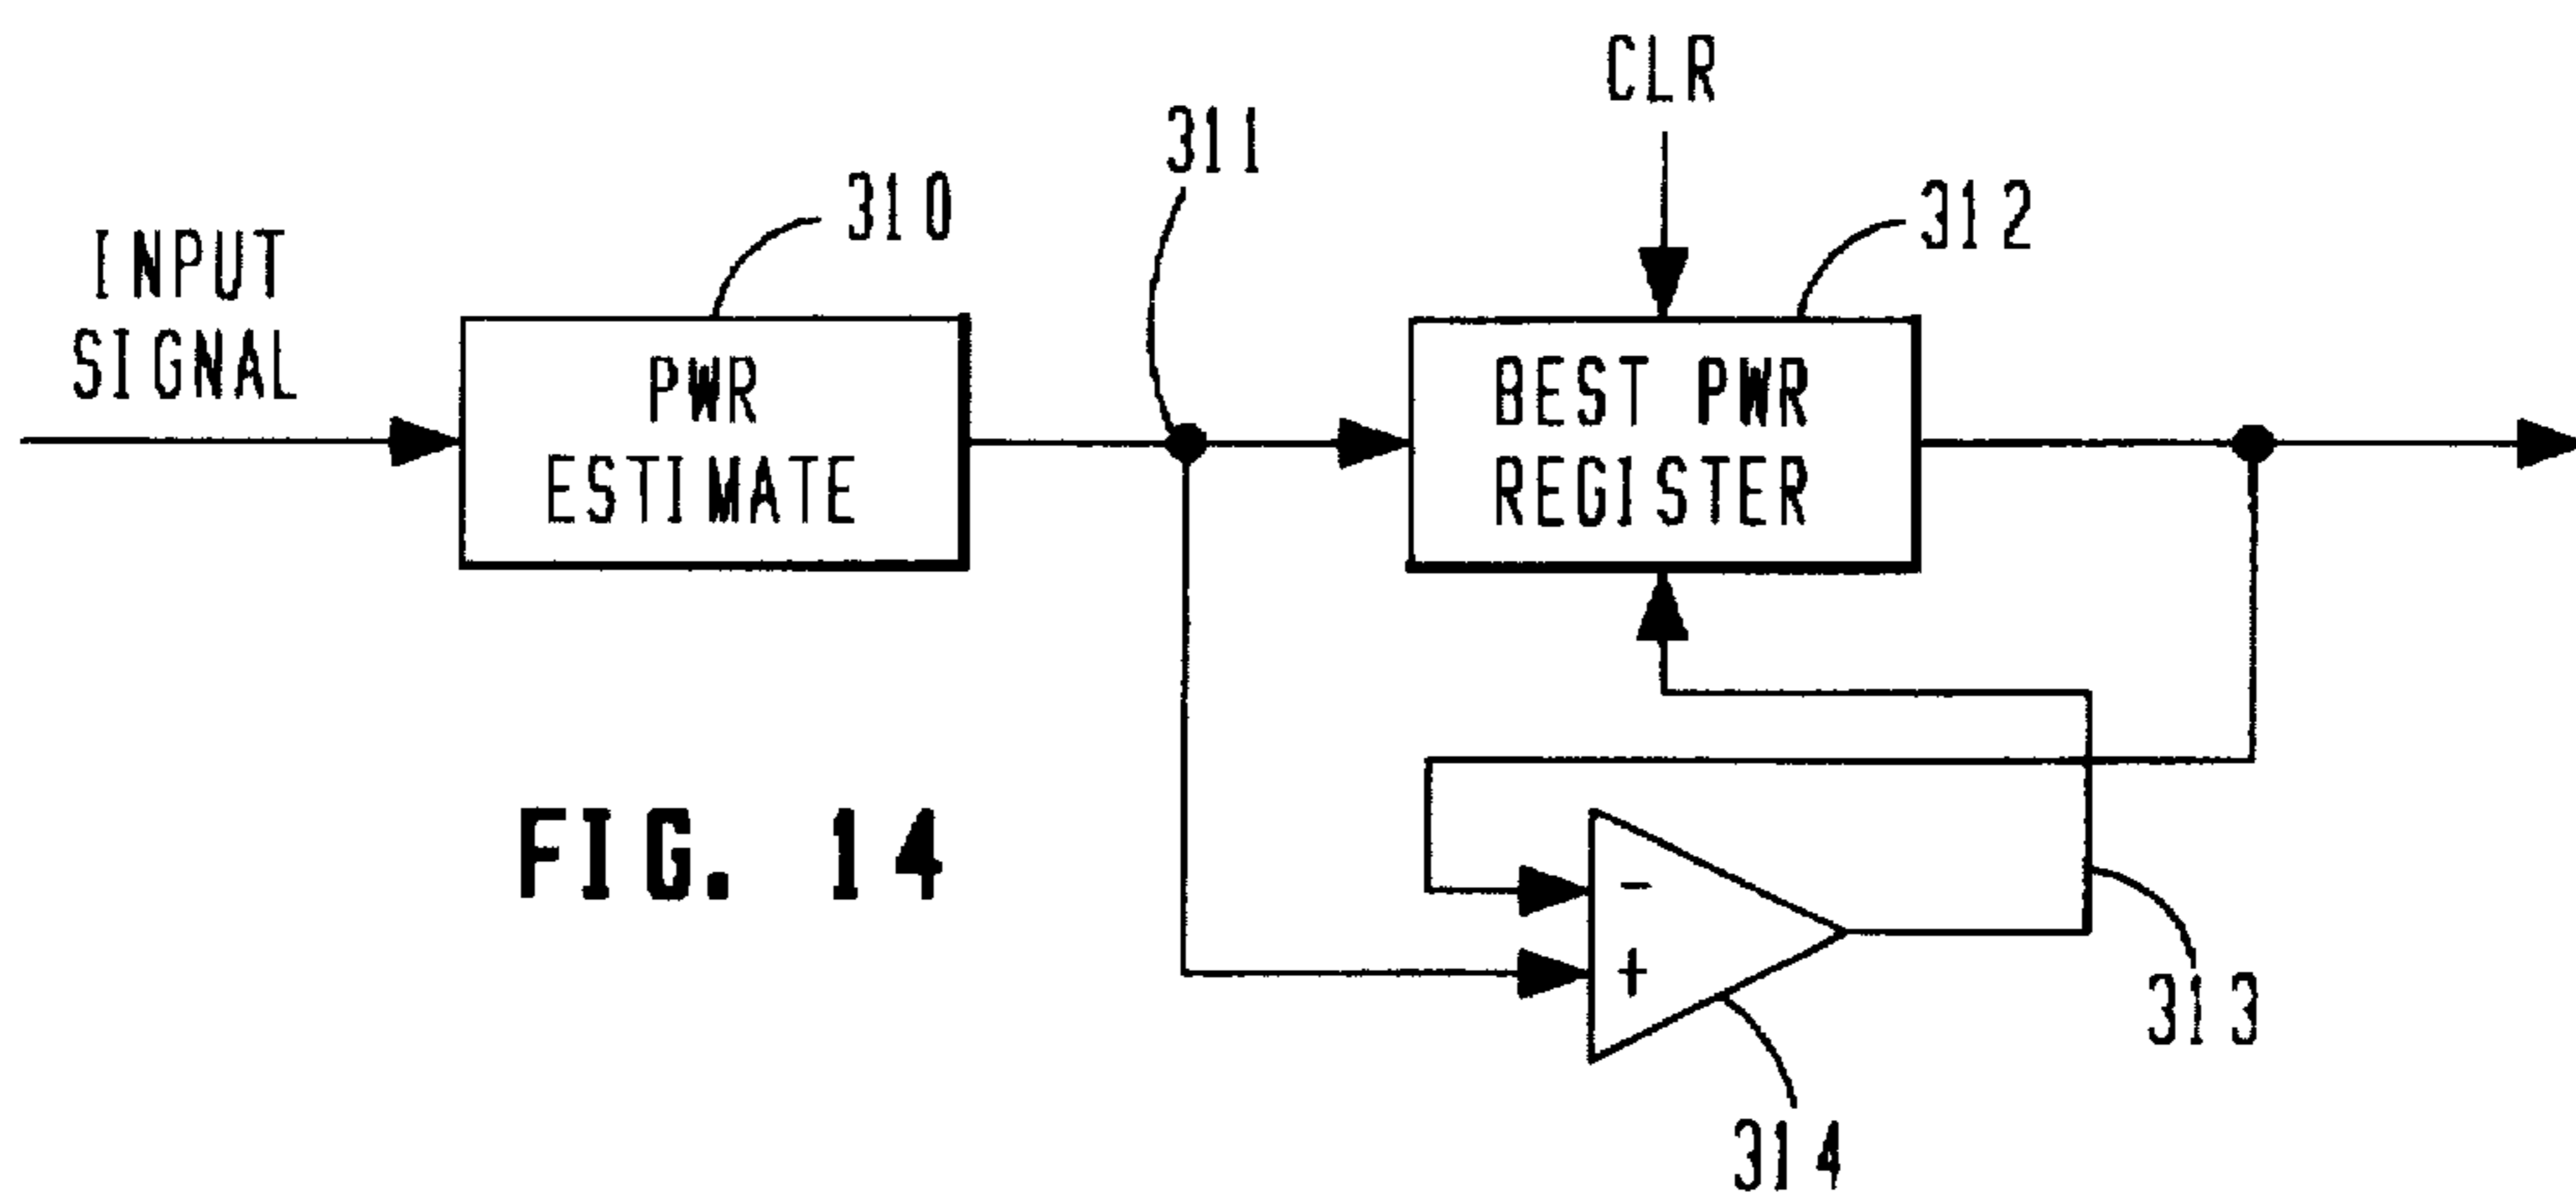 CLR
311
312
310
INPUT
SIGNAL
PWR
ESTIMATE
BEST PWR
REGISTER
FIG. 14
-
+
313
314